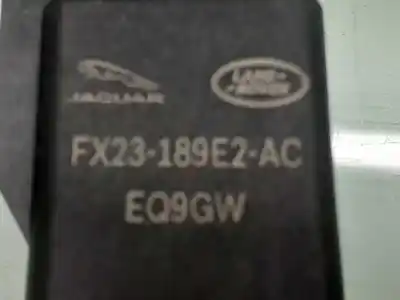 JAGUAR
LAND ROVER
FX23-189E2-AC
EQ9GW